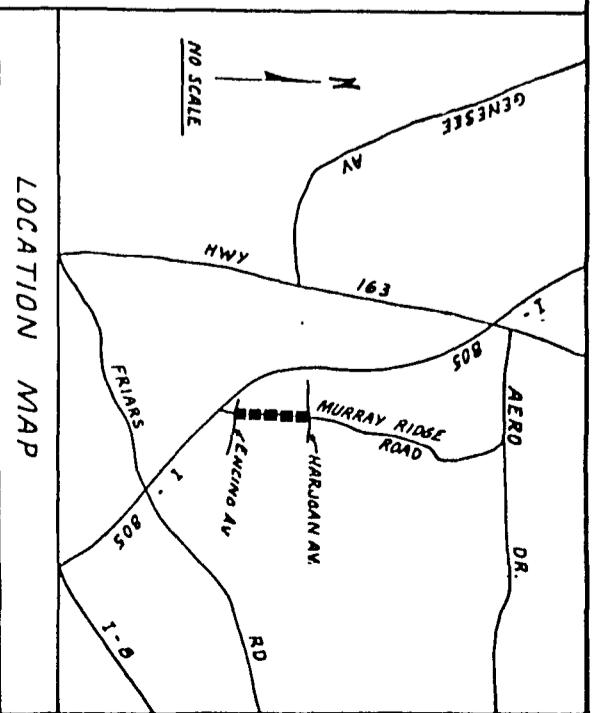 N
NO SCALE
GENESEE
AV
HWY
163
I-
805
AERO
DR.
MURRAY RIDGE
ROAD
HARJOAN AV.
ENCINO AV
FRIARS
RD
I-
805
I-8
LOCATION MAP